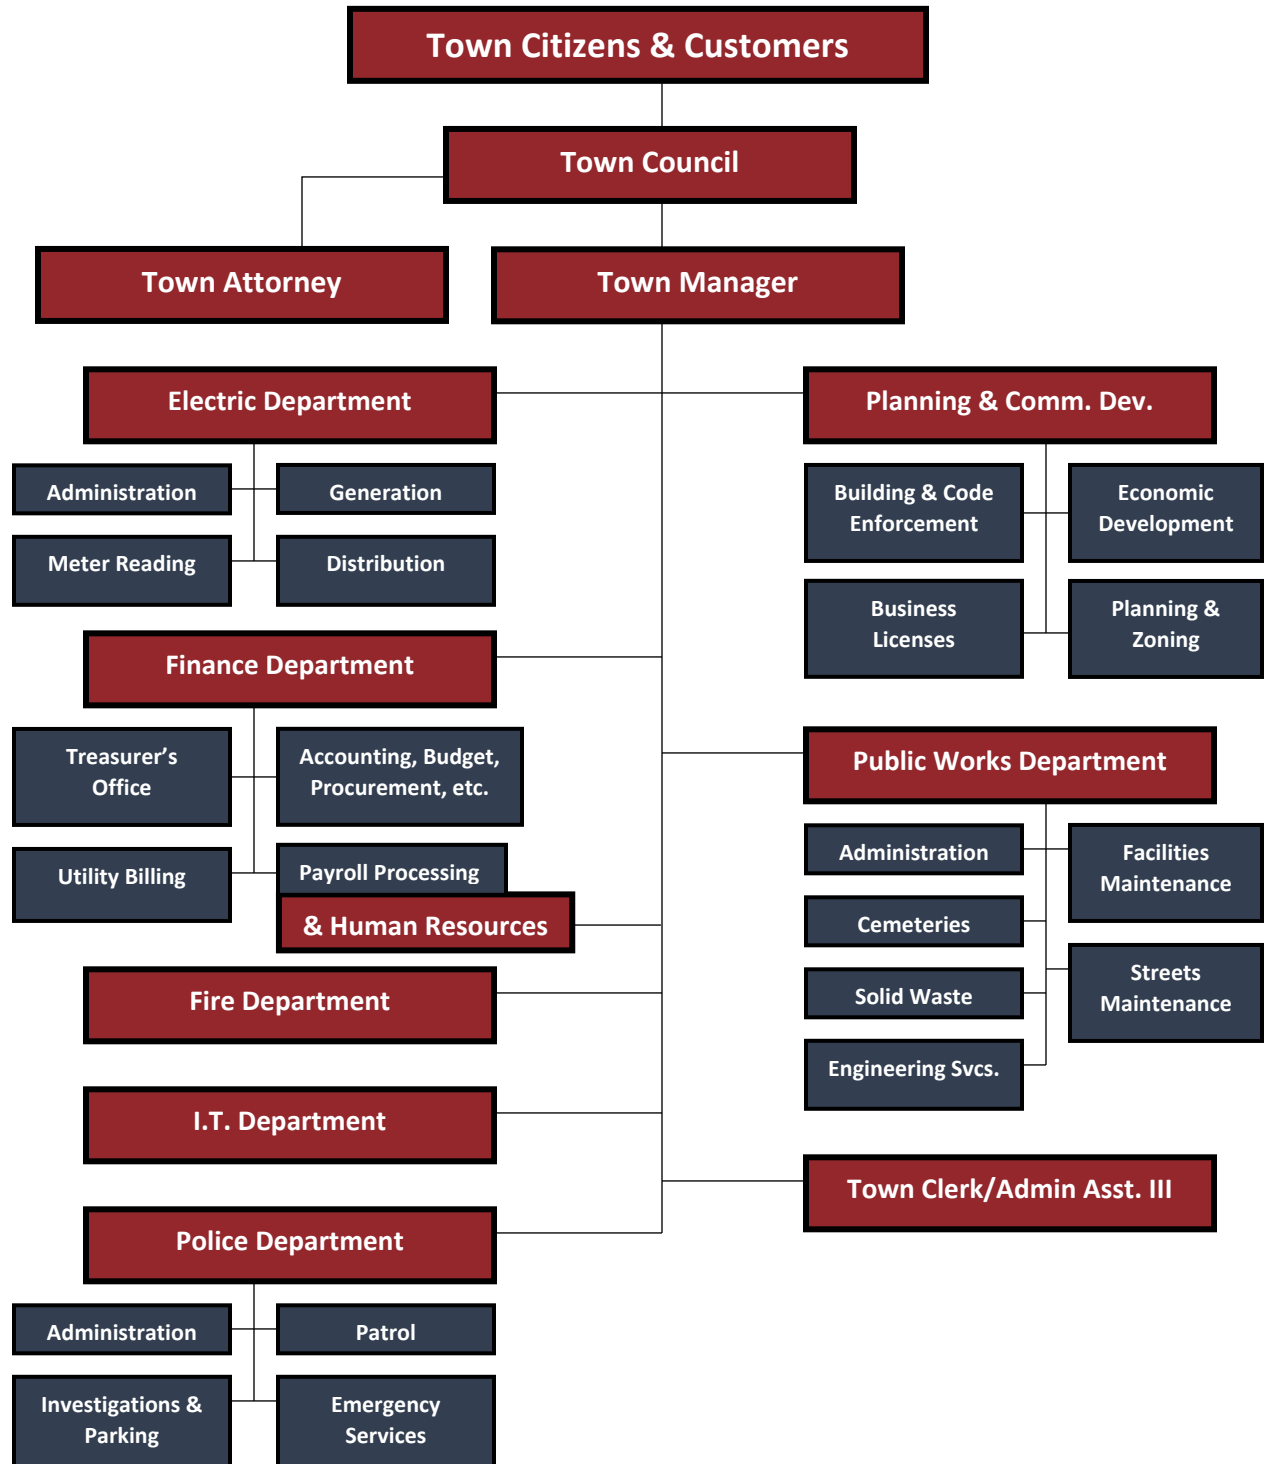 Town Citizens & Customers
Town Council
Town Attorney
Town Manager
Electric Department
Administration
Generation
Meter Reading
Distribution
Finance Department
Treasurer’s
Office
Accounting, Budget,
Procurement, etc.
Utility Billing
Payroll Processing
& Human Resources
Fire Department
I.T. Department
Police Department
Administration
Patrol
Investigations &
Parking
Emergency
Services
Planning & Comm. Dev.
Building & Code
Enforcement
Economic
Development
Business
Licenses
Planning &
Zoning
Public Works Department
Administration
Facilities
Maintenance
Cemeteries
Solid Waste
Streets
Maintenance
Engineering Svcs.
Town Clerk/Admin Asst. III